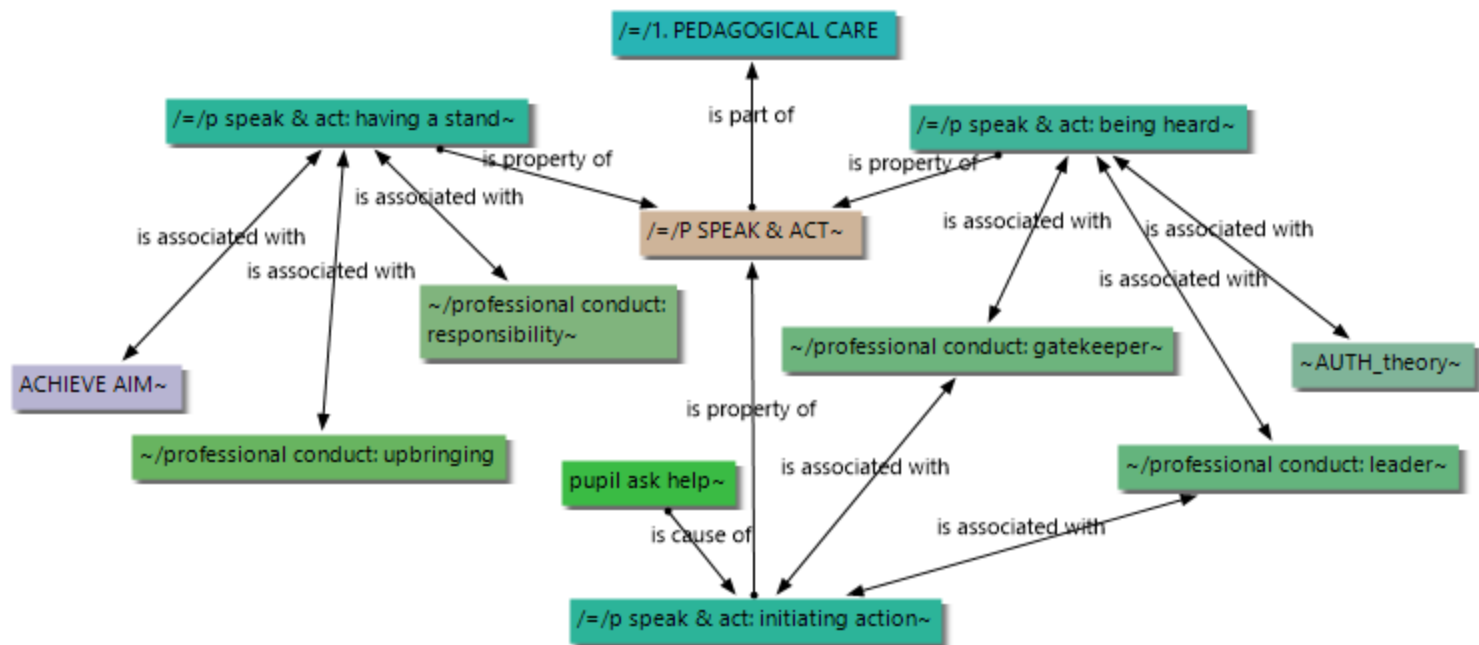 /=/1. PEDAGOGICAL CARE
/=/p speak & act: having a stand~
is part of
/=/p speak & act: being heard~
is property of
is property of
is associated with
is associated with
is associated with
/=/P SPEAK & ACT~
is associated with
is associated with
is associated with
is associated with
~/professional conduct:
responsibility~
~/professional conduct: gatekeeper~
~AUTH_theory~
ACHIEVE AIM~
is property of
~/professional conduct: upbringing
is associated with
~/professional conduct: leader~
pupil ask help~
is cause of
is associated with
/=/p speak & act: initiating action~